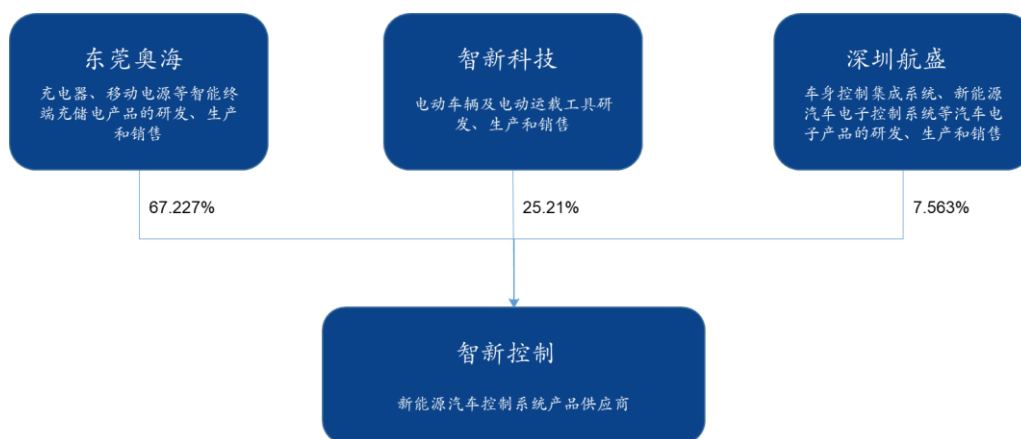 东莞奥海
充电器、移动电源等智能终
端充储电产品的研发、生产
和销售
智新科技
电动车辆及电动运载工具研
发、生产和销售
深圳航盛
车身控制集成系统、新能源
汽车电子控制系统等汽车电
子产品的研发、生产和销售
67.227%
25.21%
7.563%
智新控制
新能源汽车控制系统产品供应商